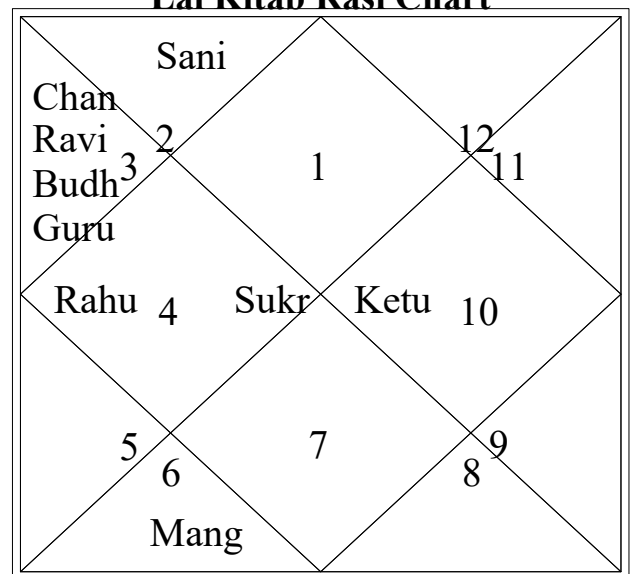 Lal Kitab Rasi Chart
Sani
Chan
Ravi
Budh
Guru
2
3
1
12
11
Rahu
4
Sukr
Ketu
10
5
6
7
9
8
Mang